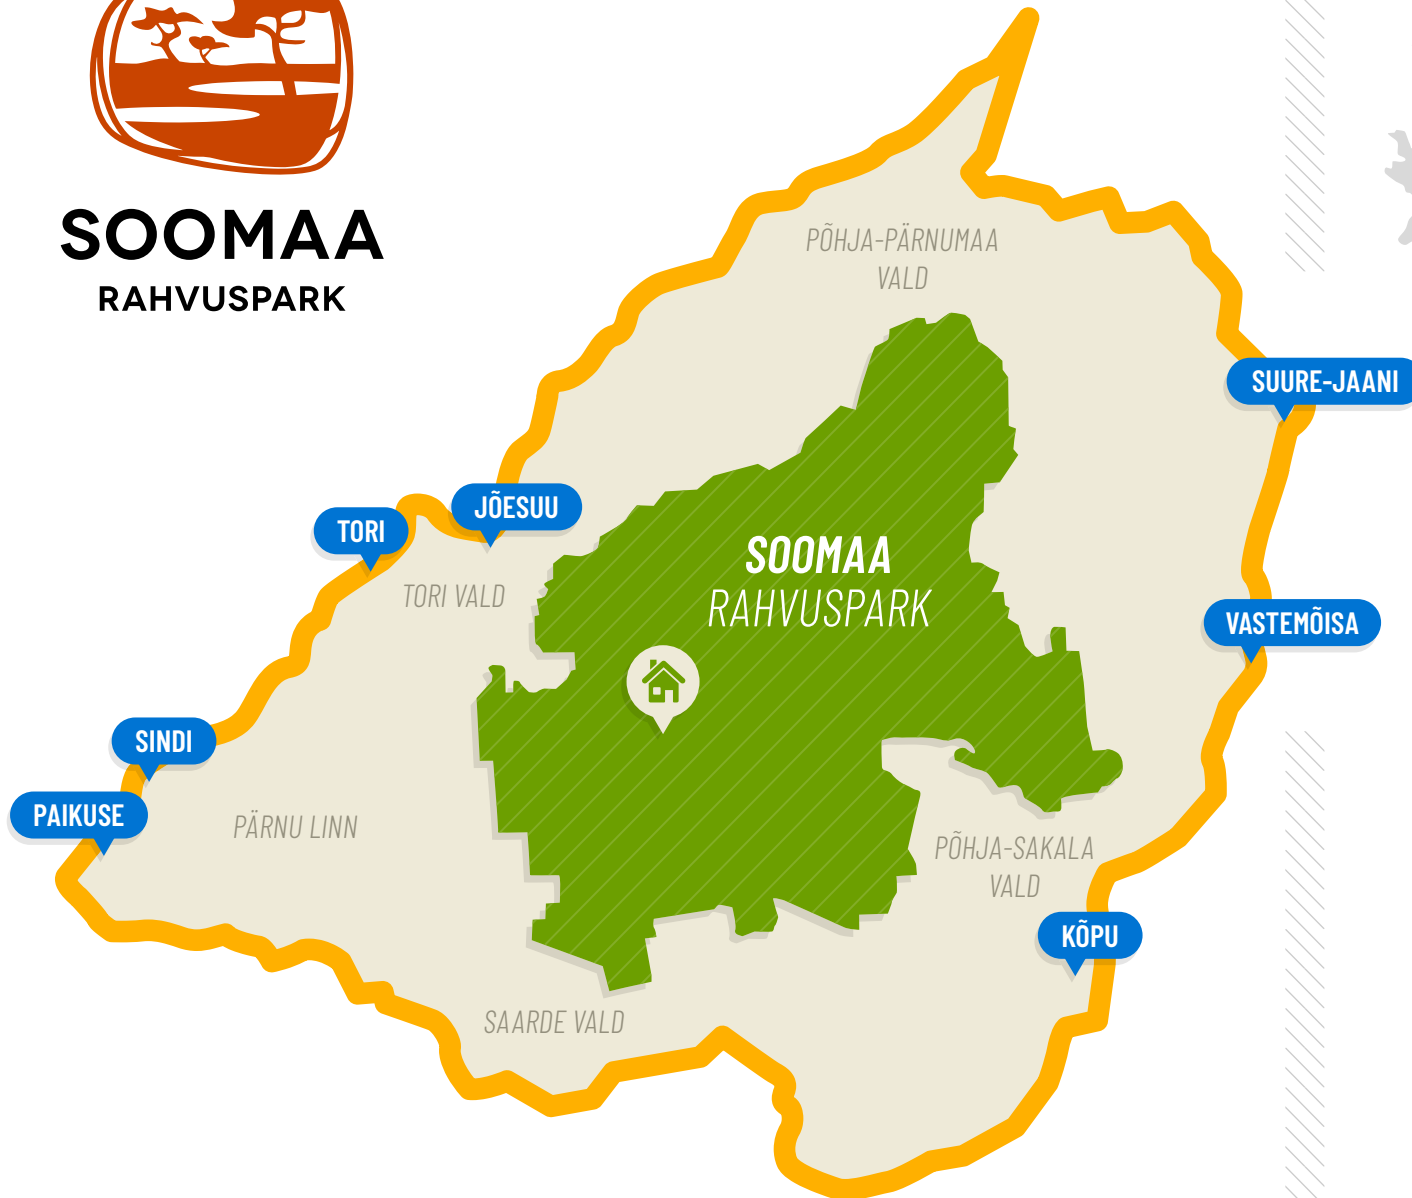 SOOMAA
RAHVUSPARK
PÕHJA-PÄRNUMAA
VALD
SUURE-JAANI
JÕESUU
TORI
SOOMAA
RAHVUSPARK
TORI VALD
VASTEMÕISA
SINDI
PAIKUSE
PÄRNU LINN
PÕHJA-SAKALA
VALD
KÕPU
SAARDE VALD